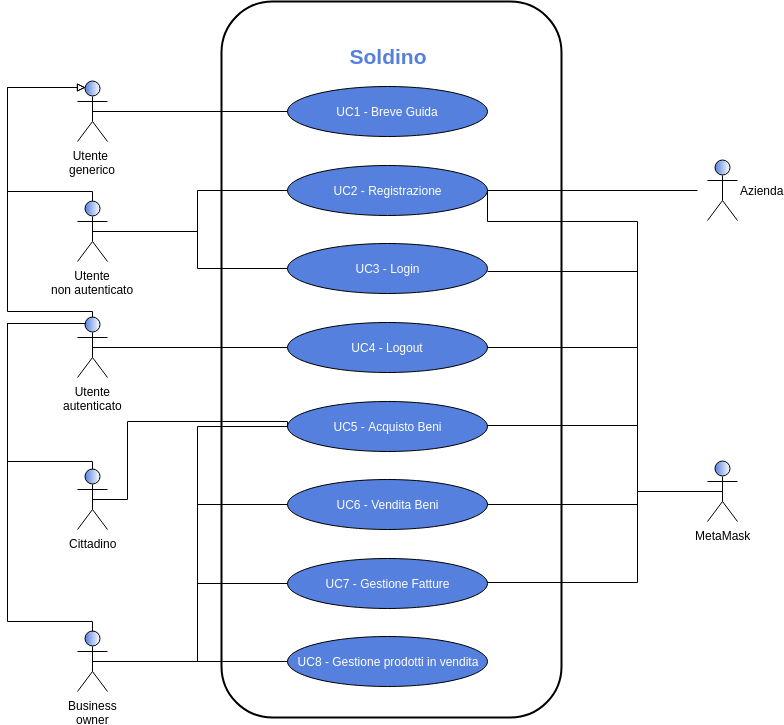 Soldino
UC1 - Breve Guida
Utente
generico
UC2 - Registrazione
Azienda
UC3 - Login
Utente
non autenticato
UC4 - Logout
Utente
autenticato
UC5 - Acquisto Beni
UC6 - Vendita Beni
MetaMask
Cittadino
UC7 - Gestione Fatture
UC8 - Gestione prodotti in vendita
Business
owner